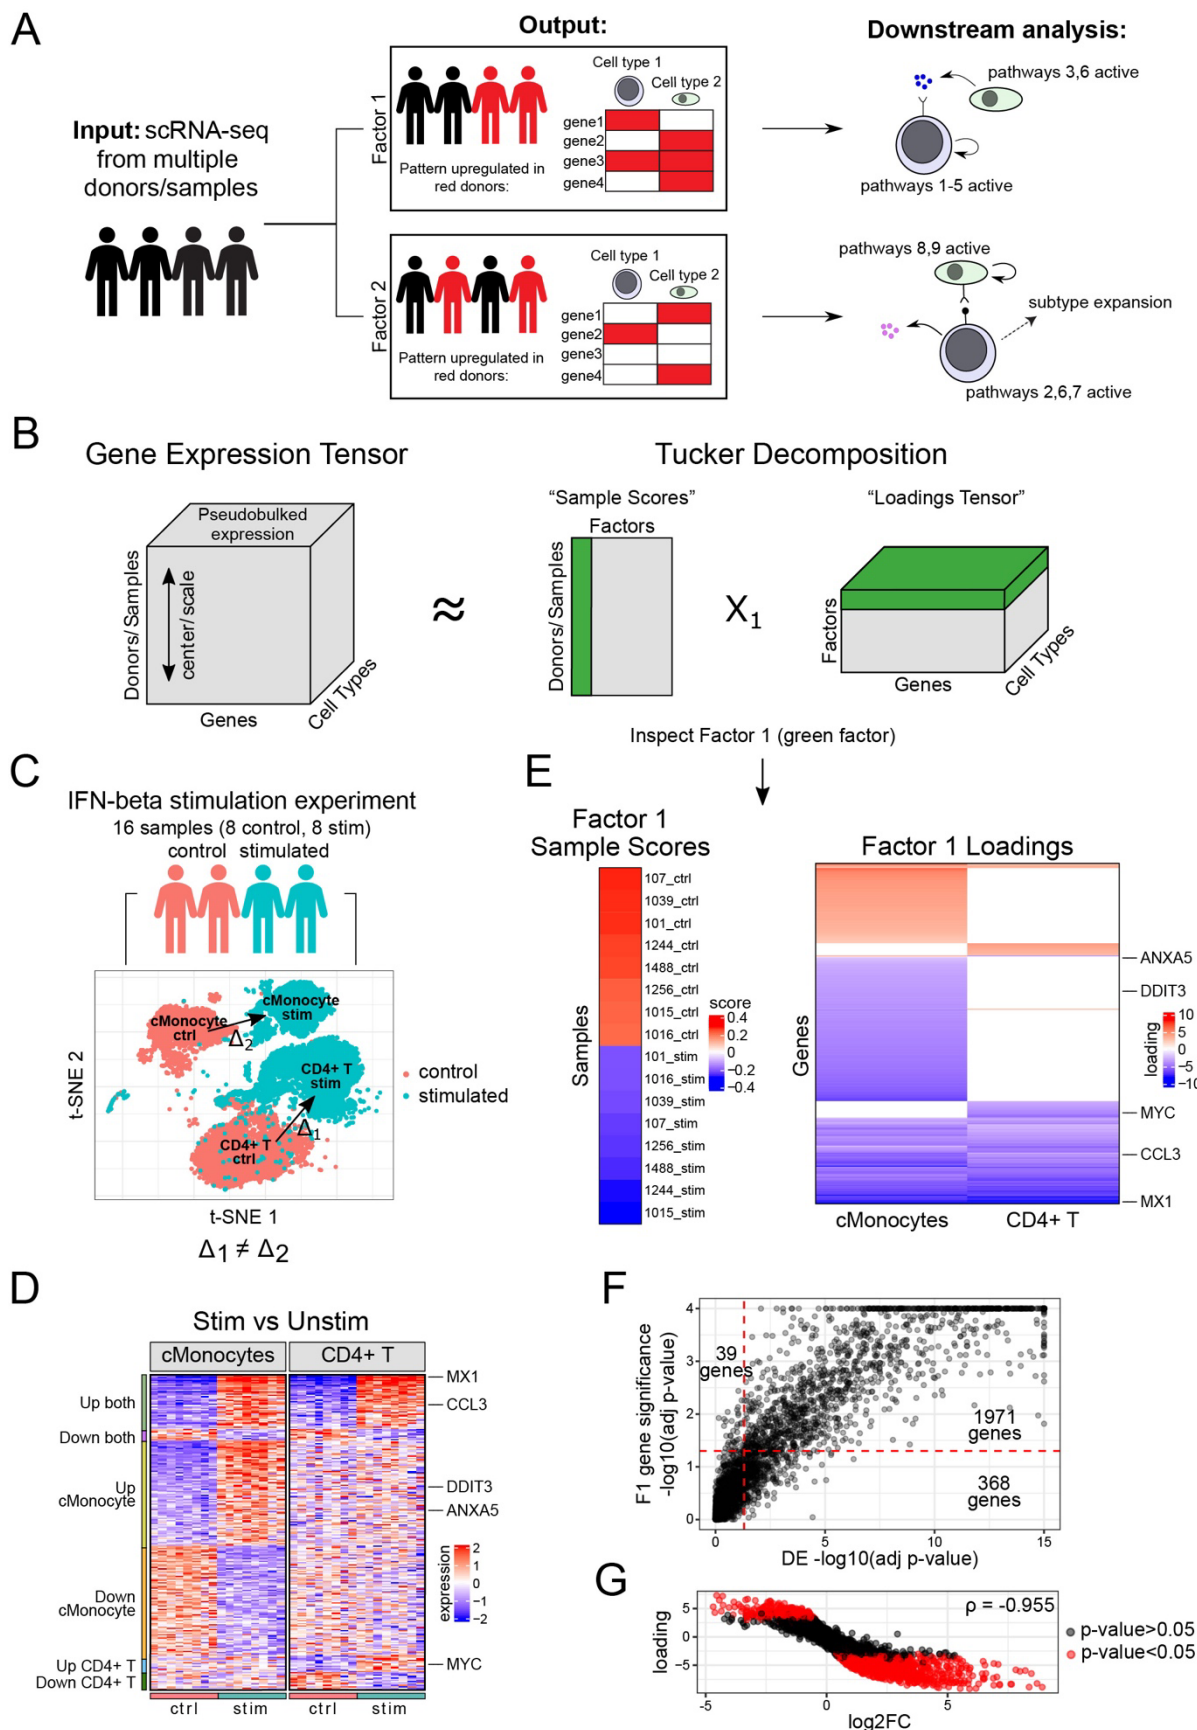 A
Input: scRNA-seq
from multiple
donors/samples
Output:
Factor 1
Pattern upregulated in
red donors:
Cell type 1
Cell type 2
gene1
gene2
gene3
gene4
Factor 2
Pattern upregulated in
red donors:
Cell type 1
Cell type 2
gene1
gene2
gene3
gene4
Downstream analysis:
pathways 3,6 active
pathways 1-5 active
pathways 8,9 active
subtype expansion
pathways 2,6,7 active
B
Gene Expression Tensor
Pseudobulked
expression
Donors/Samples
center/scale
Genes
Cell Types
≈
Tucker Decomposition
“Sample Scores”
Factors
Donors/Samples
X1
“Loadings Tensor”
Factors
Genes
Cell Types
Inspect Factor 1 (green factor)
C
IFN-beta stimulation experiment
16 samples (8 control, 8 stim)
control stimulated
cMonocyte
stim
cMonocyte
ctrl
Δ2
CD4+ T
stim
Δ1
CD4+ T
ctrl
t-SNE 2
t-SNE 1
control
stimulated
Δ1 ≠ Δ2
E
Factor 1
Sample Scores
Samples
107_ctrl
1039_ctrl
101_ctrl
1244_ctrl
1488_ctrl
1256_ctrl
1015_ctrl
1016_ctrl
101_stim
1016_stim
1039_stim
107_stim
1256_stim
1488_stim
1244_stim
1015_stim
score
0.4
0.2
0
−0.2
−0.4
Factor 1 Loadings
Genes
ANXA5
DDIT3
MYC
CCL3
MX1
cMonocytes
CD4+ T
loading
10
5
0
−5
−10
D
Stim vs Unstim
cMonocytes
CD4+ T
Up both
Down both
Up
cMonocyte
Down
cMonocyte
Up CD4+ T
Down CD4+ T
MX1
CCL3
DDIT3
ANXA5
MYC
expression
2
1
0
−1
−2
ctrl
stim
ctrl
stim
F
F1 gene significance
-log10(adj p-value)
4
3
2
1
0
39
genes
1971
genes
368
genes
0
5
10
15
DE -log10(adj p-value)
G
loading
5
0
−5
ρ = -0.955
-5
0
5
log2FC
p-value>0.05
p-value<0.05